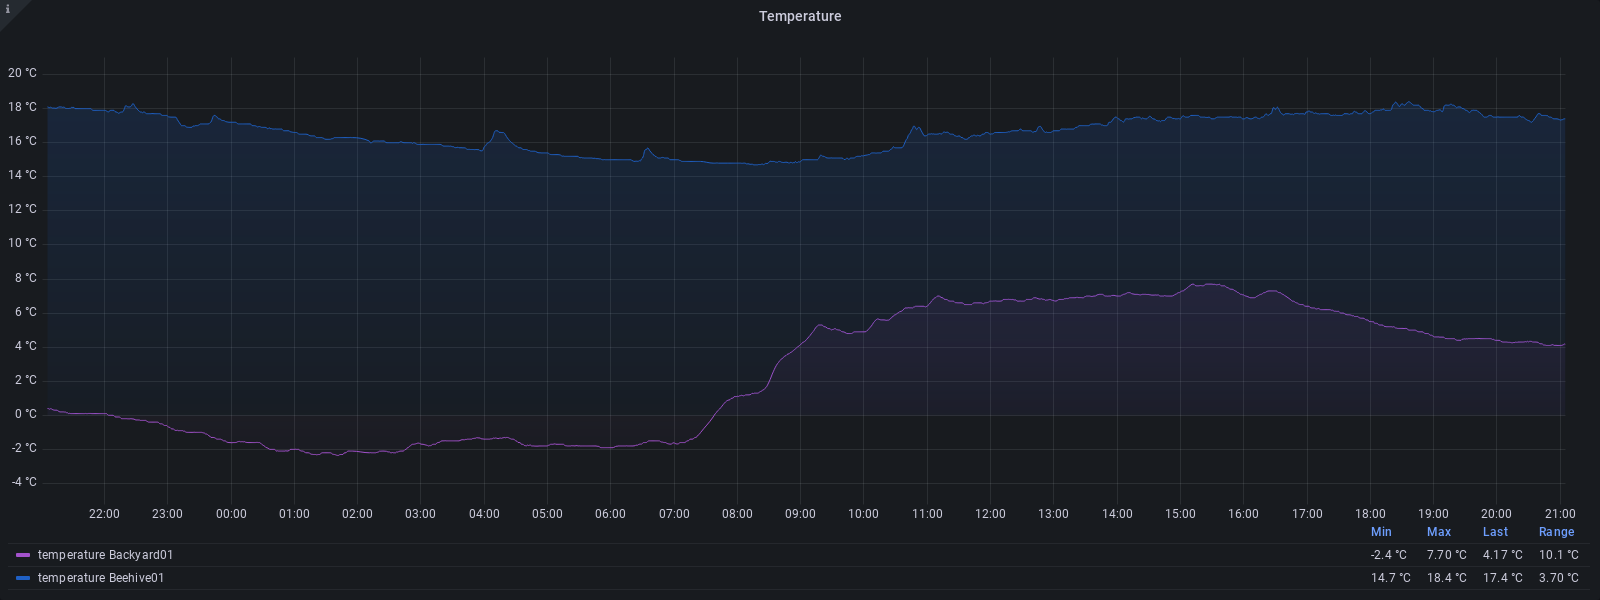 i
Temperature
20 °C
18 °C
16 °C
14 °C
12 °C
10 °C
8 °C
6 °C
4 °C
2 °C
0 °C
-2 °C
-4 °C
22:00 23:00 00:00 01:00 02:00 03:00 04:00 05:00 06:00 07:00 08:00 09:00 10:00 11:00 12:00 13:00 14:00 15:00 16:00 17:00 18:00 19:00 20:00 21:00
Min Max Last Range
temperature Backyard01 -2.4 °C 7.70 °C 4.17 °C 10.1 °C
temperature Beehive01 14.7 °C 18.4 °C 17.4 °C 3.70 °C